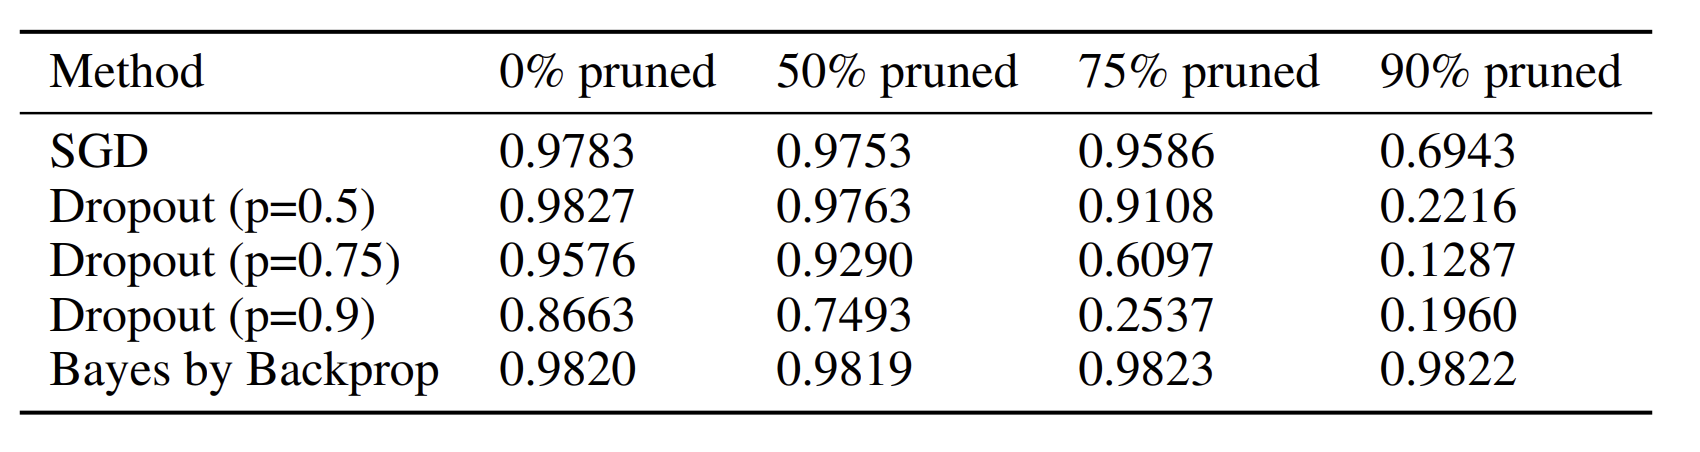 Method 0% pruned 50% pruned 75% pruned 90% pruned
SGD 0.9783 0.9753 0.9586 0.6943
Dropout (p=0.5) 0.9827 0.9763 0.9108 0.2216
Dropout (p=0.75) 0.9576 0.9290 0.6097 0.1287
Dropout (p=0.9) 0.8663 0.7493 0.2537 0.1960
Bayes by Backprop 0.9820 0.9819 0.9823 0.9822